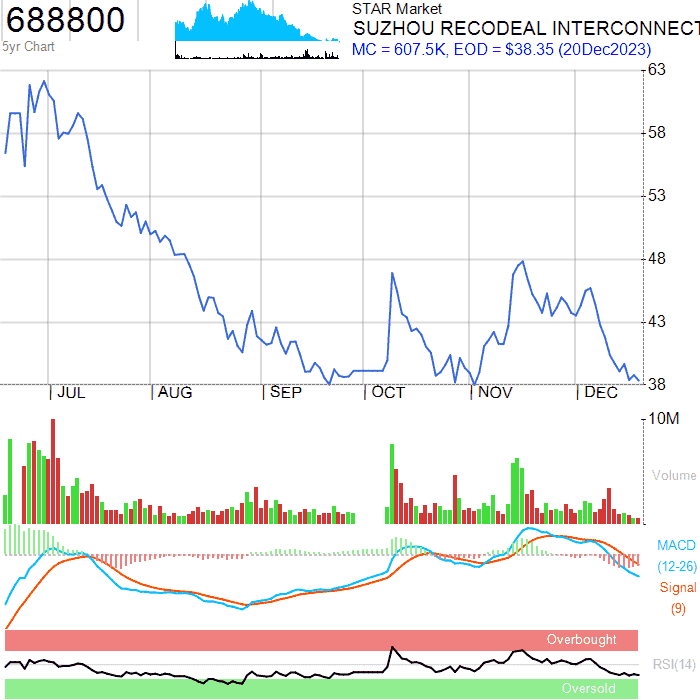 688800
5yr Chart
STAR Market
SUZHOU RECODEAL INTERCONNECT
MC = 607.5K, EOD = $38.35 (20Dec2023)
63
58
53
48
43
38
JUL
AUG
SEP
OCT
NOV
DEC
10M
Volume
MACD
(12-26)
Signal
(9)
Overbought
RSI(14)
Oversold